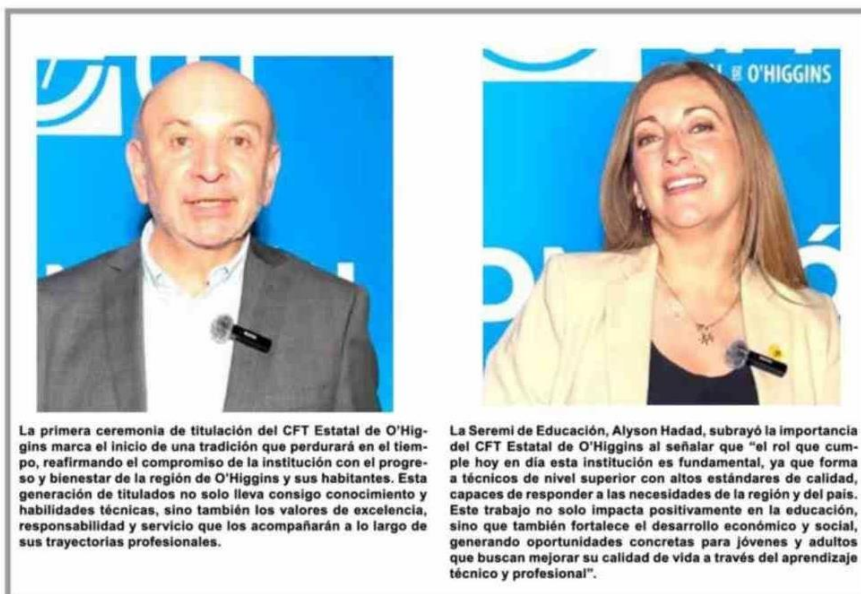 DE O'HIGGINS
La primera ceremonia de titulación del CFT Estatal de O'Hig-
gins marca el inicio de una tradición que perdurará en el tiem-
po, reafirmando el compromiso de la institución con el progre-
so y bienestar de la región de O'Higgins y sus habitantes. Esta
generación de titulados no solo lleva consigo conocimiento y
habilidades técnicas, sino también los valores de excelencia,
responsabilidad y servicio que los acompañarán a lo largo de
sus trayectorias profesionales.
La Seremi de Educación, Alyson Hadad, subrayó la importancia
del CFT Estatal de O'Higgins al señalar que “el rol que cum-
ple hoy en día esta institución es fundamental, ya que forma
a técnicos de nivel superior con altos estándares de calidad,
capaces de responder a las necesidades de la región y del país.
Este trabajo no solo impacta positivamente en la educación,
sino que también fortalece el desarrollo económico y social,
generando oportunidades concretas para jóvenes y adultos
que buscan mejorar su calidad de vida a través del aprendizaje
técnico y profesional”.